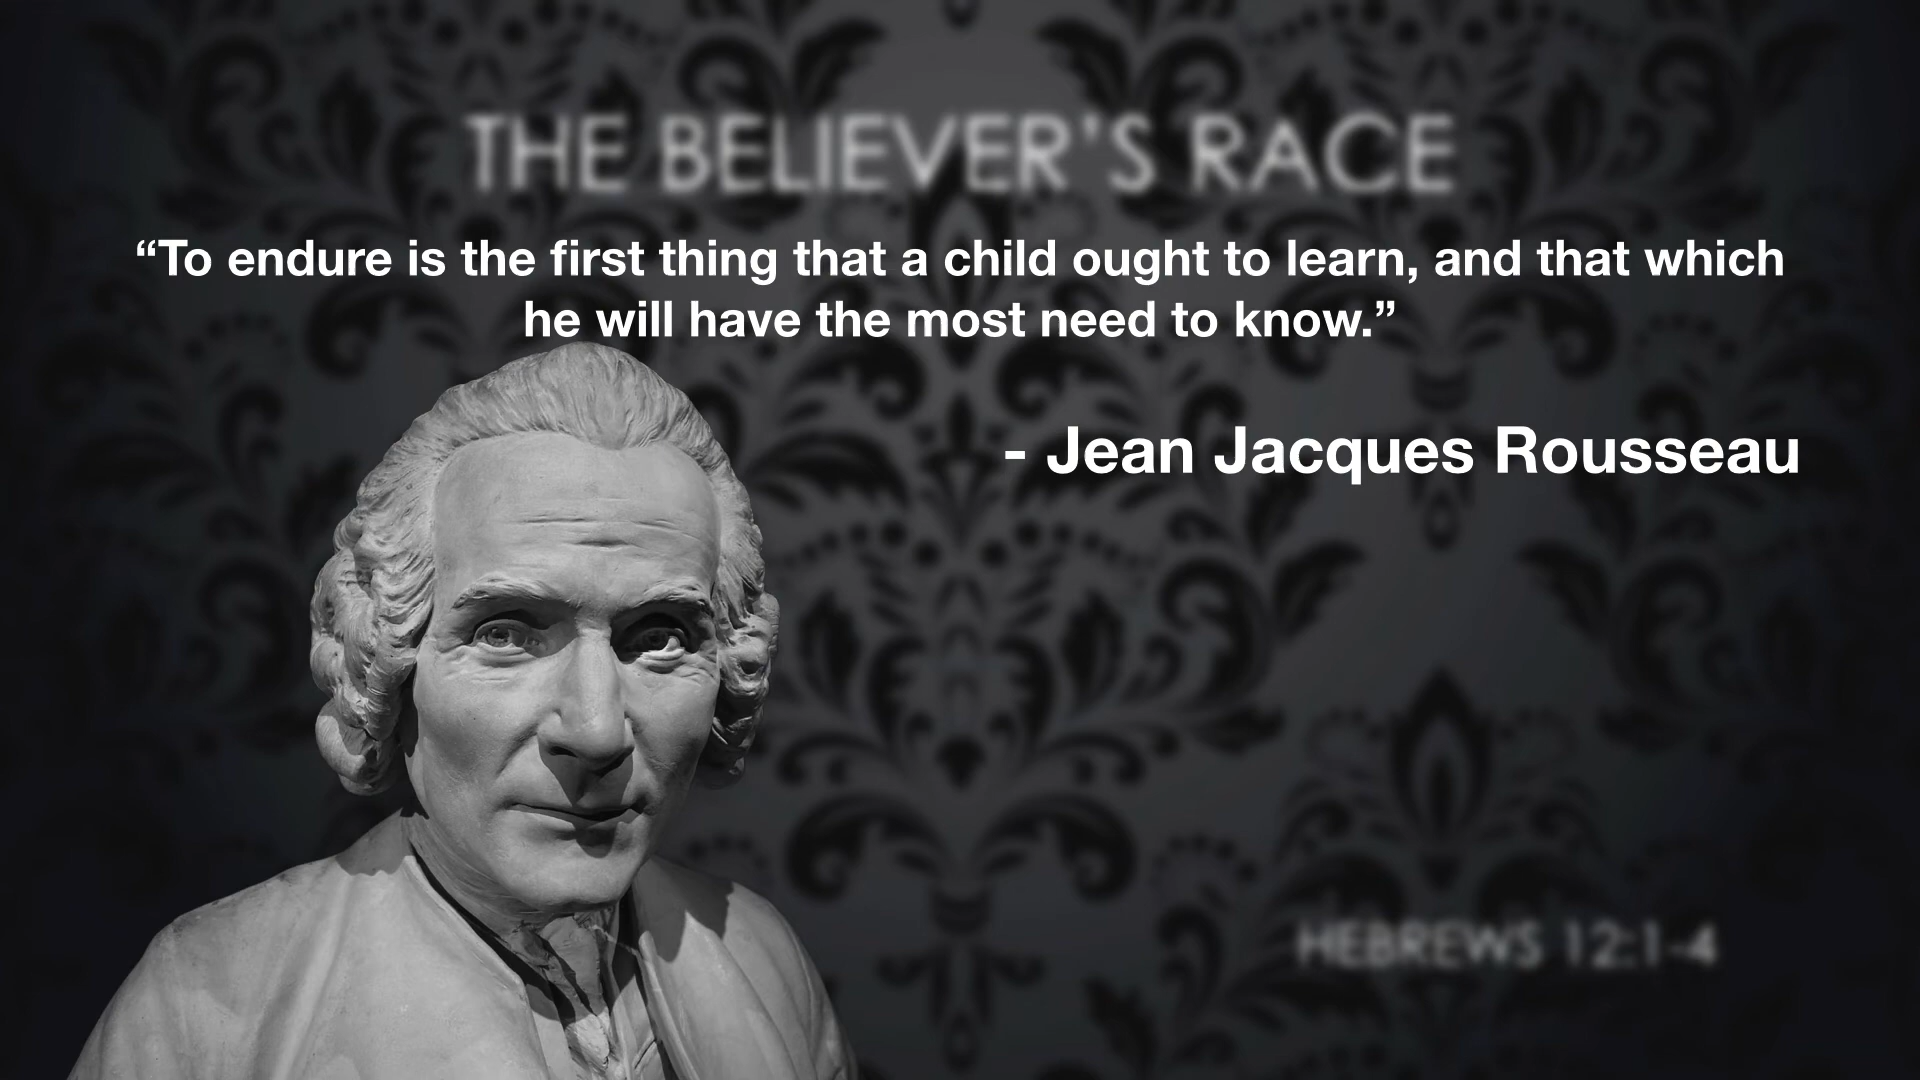 THE BELIEVER’S RACE
“To endure is the first thing that a child ought to learn, and that which
he will have the most need to know.”
- Jean Jacques Rousseau
HEBREWS 12:1-4